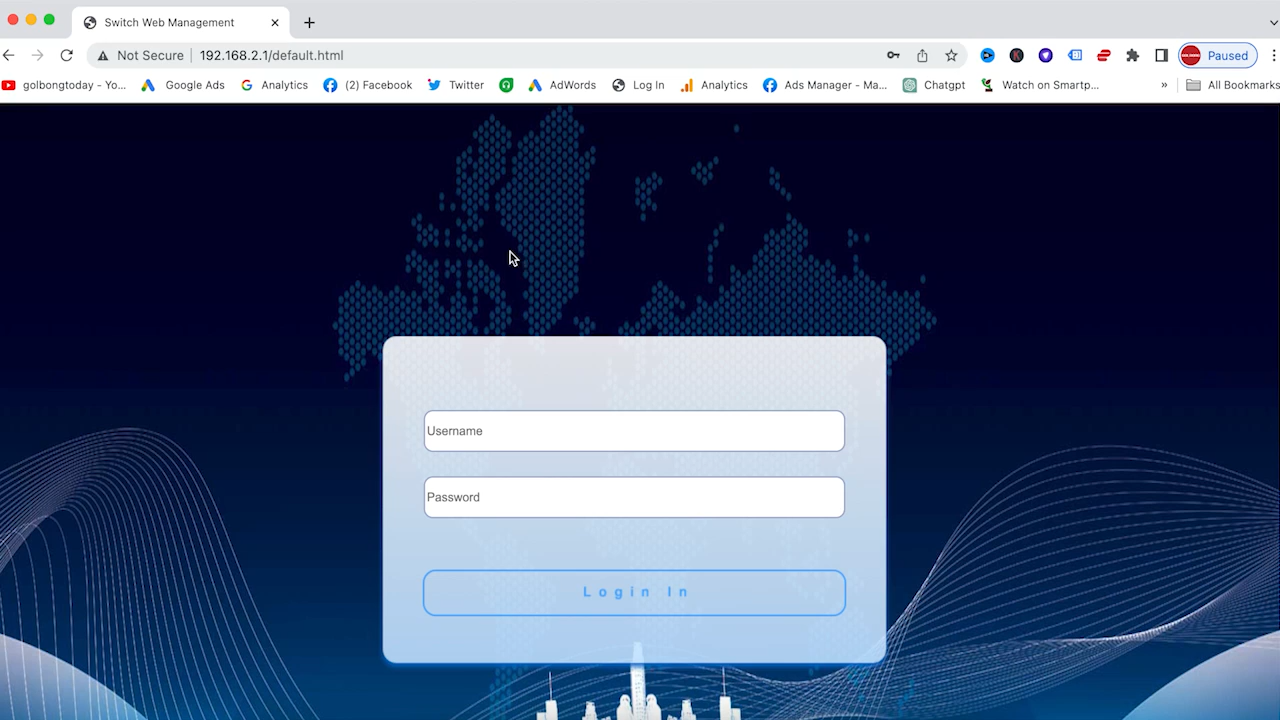 Switch Web Management
Not Secure 192.168.2.1/default.html Paused
golbongtoday - Yo... Google Ads Analytics (2) Facebook Twitter AdWords Log In Analytics Ads Manager - Ma... Chatgpt Watch on Smartp... » All Bookmarks
Username
Password
Login In